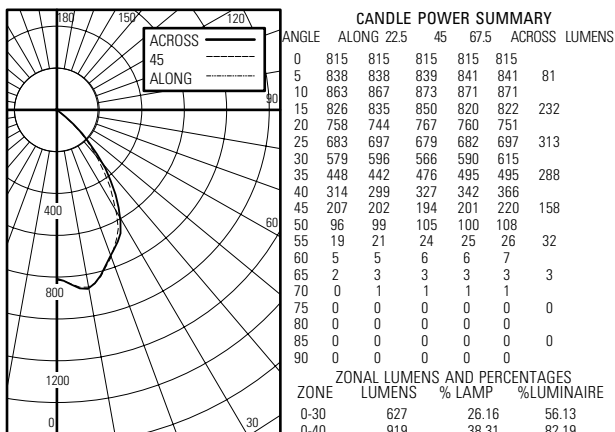 180
150
120
ACROSS
45
ALONG
90
60
30
0
400
800
1200
CANDLE POWER SUMMARY
ANGLE ALONG 22.5 45 67.5 ACROSS LUMENS
0 815 815 815 815 815
5 838 838 839 841 841 81
10 863 867 873 871 871
15 826 835 850 820 822 232
20 758 744 767 760 751
25 683 697 679 682 697 313
30 579 596 566 590 615
35 448 442 476 495 495 288
40 314 299 327 342 366
45 207 202 194 201 220 158
50 96 99 105 100 108
55 19 21 24 25 26 32
60 5 5 6 6 7
65 2 3 3 3 3 3
70 0 1 1 1 1
75 0 0 0 0 0 0
80 0 0 0 0 0
85 0 0 0 0 0 0
90 0 0 0 0 0
ZONAL LUMENS AND PERCENTAGES
ZONE LUMENS % LAMP %LUMINAIRE
0-30 627 26.16 56.13
0-40 919 38.31 82.19